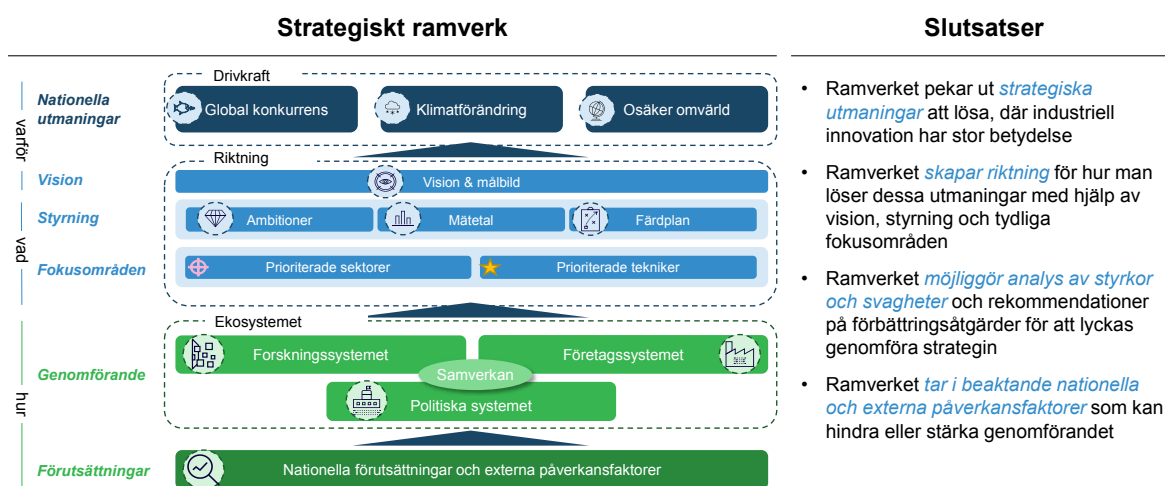 Strategiskt ramverk
Slutsatser
varför
vad
hur
Nationella
utmaningar
Drivkraft
Global konkurrens
Klimatförändring
Osäker omvärld
Riktning
Vision
Vision & målbild
Styrning
Ambitioner
Mätetal
Färdplan
Fokusområden
Prioriterade sektorer
Prioriterade tekniker
Ekosystemet
Genomförande
Forskningssystemet
Företagssystemet
Samverkan
Politiska systemet
Förutsättningar
Nationella förutsättningar och externa påverkansfaktorer
• Ramverket pekar ut strategiska
utmaningar att lösa, där industriell
innovation har stor betydelse
• Ramverket skapar riktning för hur man
löser dessa utmaningar med hjälp av
vision, styrning och tydliga
fokusområden
• Ramverket möjliggör analys av styrkor
och svagheter och rekommendationer
på förbättringsåtgärder för att lyckas
genomföra strategin
• Ramverket tar i beaktande nationella
och externa påverkansfaktorer som kan
hindra eller stärka genomförandet